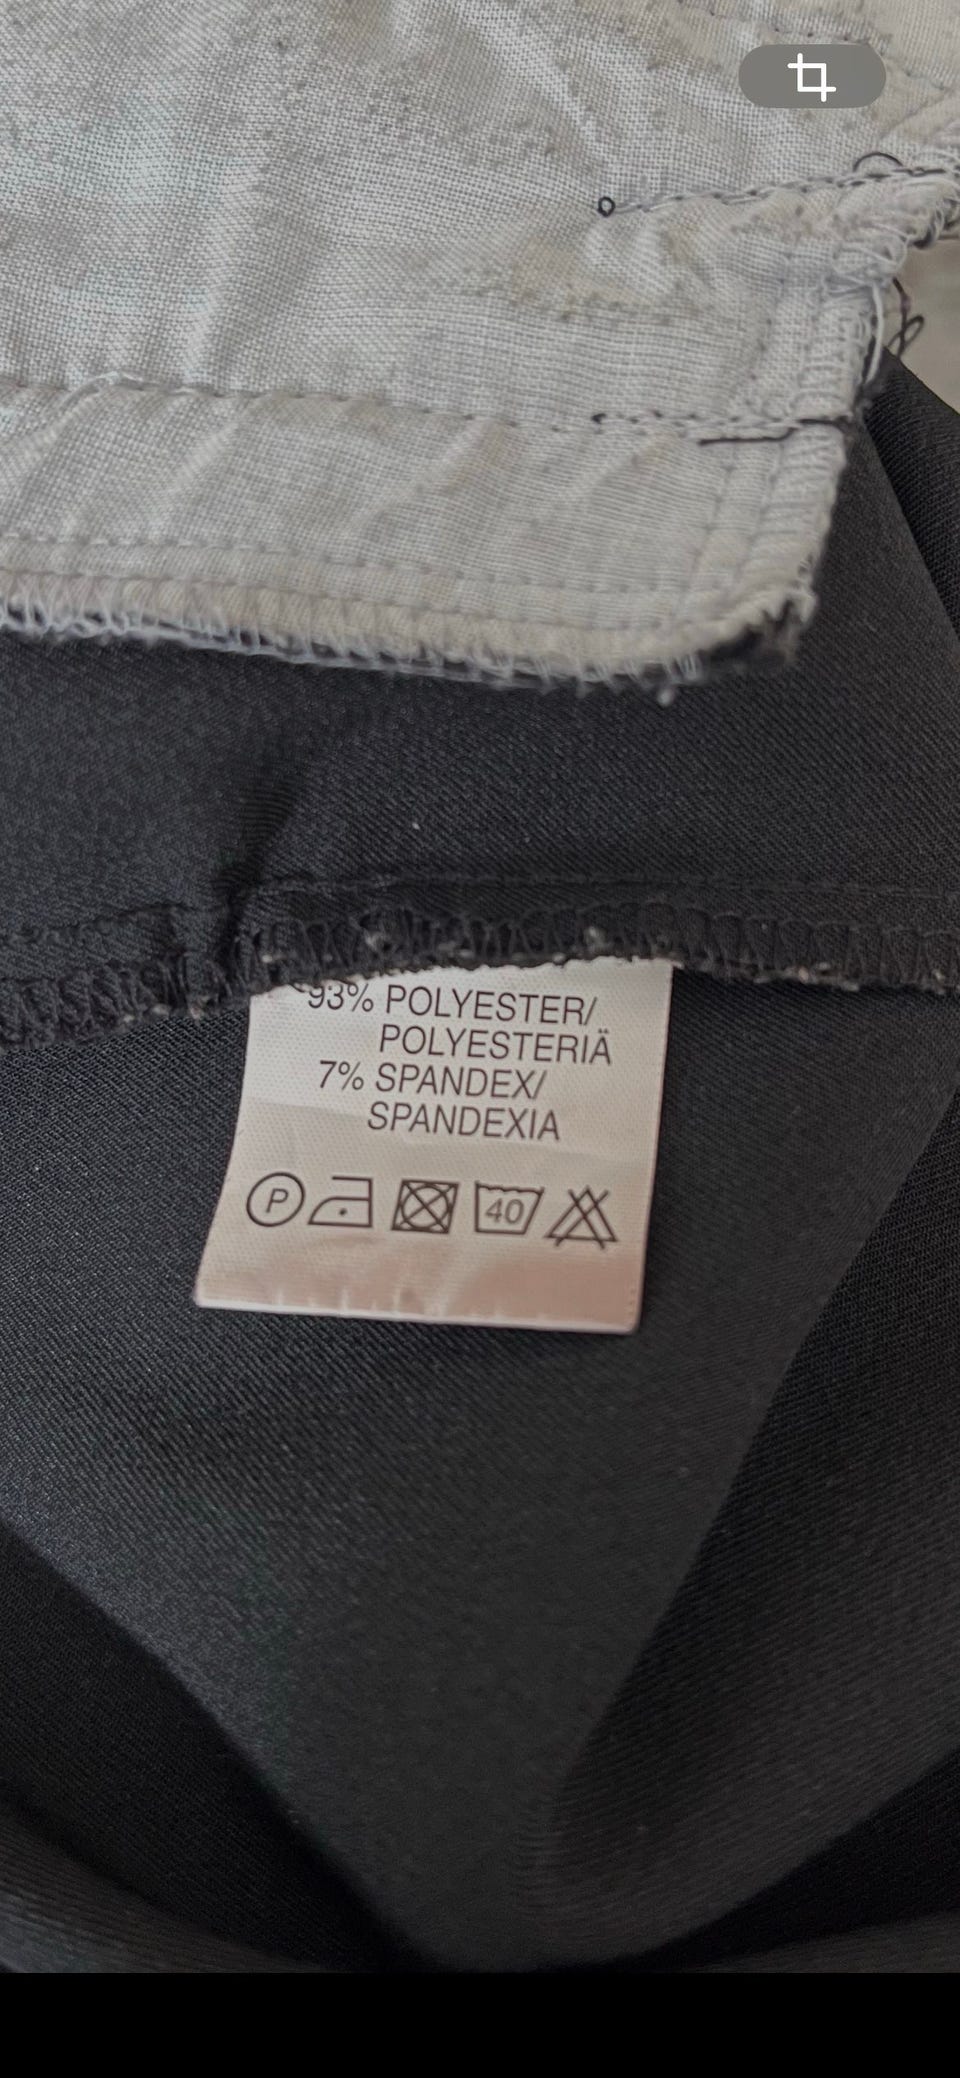 93% POLYESTER/
POLYESTERIÄ
7% SPANDEX/
SPANDEXIA
P 40